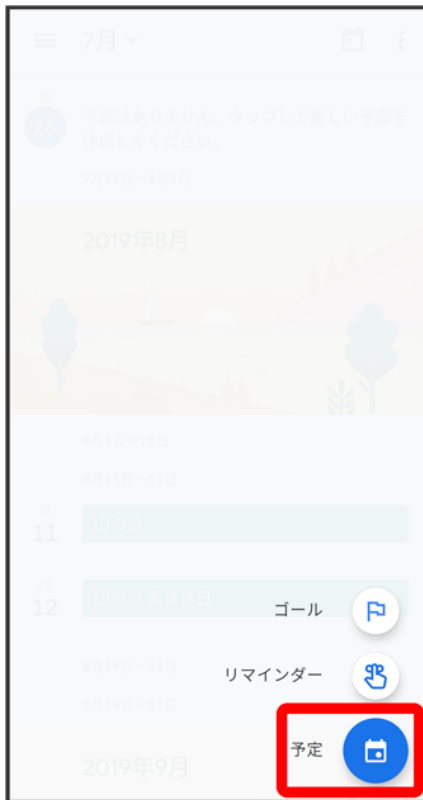 7月
金
26
予定はありません。タップして新しい予定を
作成してください。
7月28日～8月3日
2019年8月
8月4日～10日
8月11日～17日
日
11
山の日
月
12
山の日 振替休日
ゴール
8月18日～24日
リマインダー
8月25日～31日
予定
2019年9月